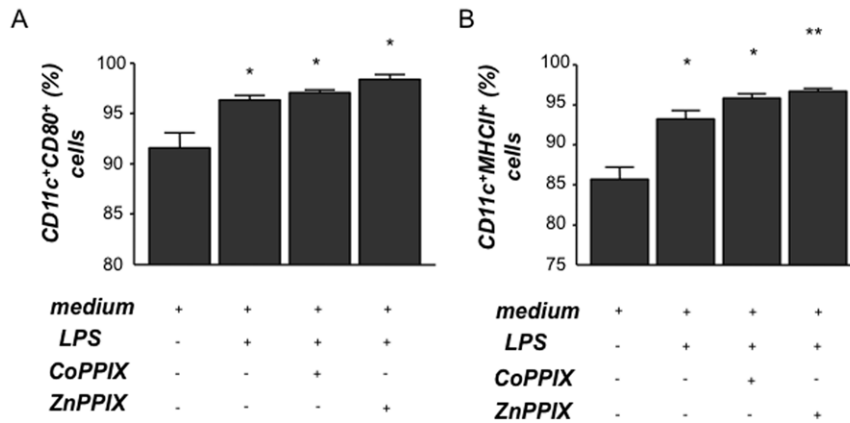 A
CD11c+CD80+ (%)
cells
100
95
90
85
80
* * *
medium + + + +
LPS - + + +
CoPPIX - - + -
ZnPPIX - - - +
B
CD11c+MHCII+ (%)
cells
100
95
90
85
80
75
* * **
medium + + + +
LPS - + + +
CoPPIX - - + -
ZnPPIX - - - +